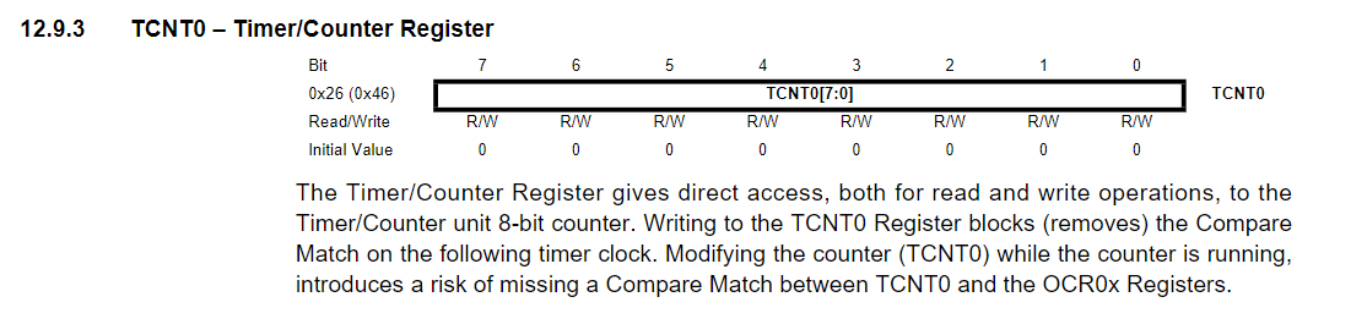 12.9.3 TCNT0 – Timer/Counter Register
Bit 7 6 5 4 3 2 1 0
0x26 (0x46) TCNT0[7:0] TCNT0
Read/Write R/W R/W R/W R/W R/W R/W R/W R/W
Initial Value 0 0 0 0 0 0 0 0
The Timer/Counter Register gives direct access, both for read and write operations, to the
Timer/Counter unit 8-bit counter. Writing to the TCNT0 Register blocks (removes) the Compare
Match on the following timer clock. Modifying the counter (TCNT0) while the counter is running,
introduces a risk of missing a Compare Match between TCNT0 and the OCR0x Registers.